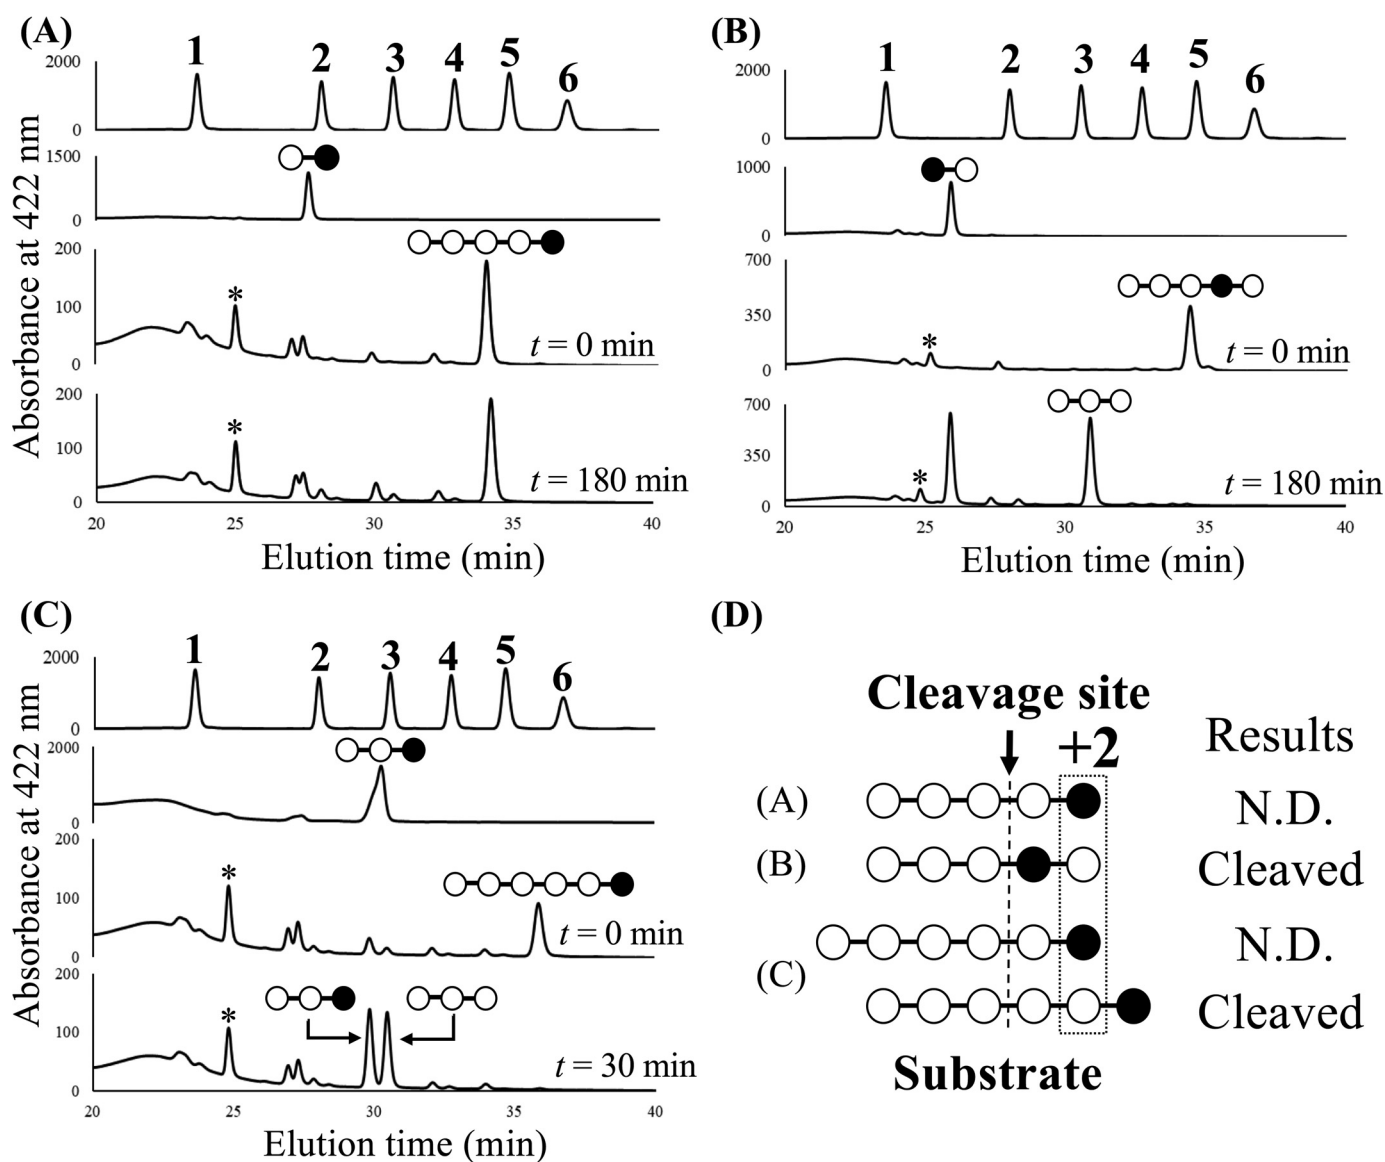 (A)
1 2 3 4 5 6
2000
0
1500
0
200
100
0
*
t = 0 min
200
100
0
*
t = 180 min
20 25 30 35 40
Elution time (min)
Absorbance at 422 nm
(B)
1 2 3 4 5 6
2000
0
1000
0
700
350
0
*
t = 0 min
700
350
0
*
t = 180 min
20 25 30 35 40
Elution time (min)
(C)
1 2 3 4 5 6
2000
0
2000
0
200
100
0
*
t = 0 min
200
100
0
*
t = 30 min
20 25 30 35 40
Elution time (min)
Absorbance at 422 nm
(D)
Cleavage site
+2
Results
(A) N.D.
(B) Cleaved
N.D.
(C)
Cleaved
Substrate